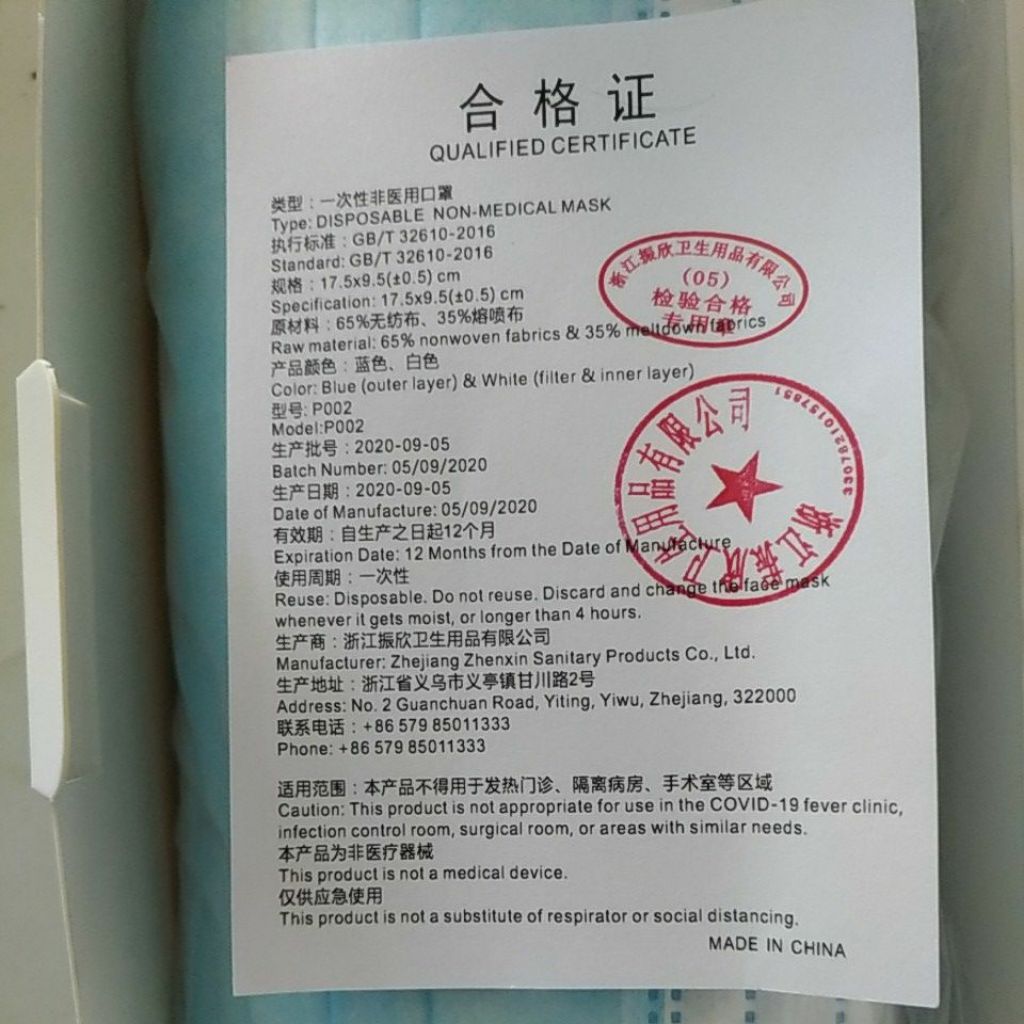 合格证
QUALIFIED CERTIFICATE
类型：一次性非医用口罩
Type: DISPOSABLE NON-MEDICAL MASK
执行标准：GB/T 32610-2016
Standard: GB/T 32610-2016
规格：17.5x9.5(±0.5) cm
Specification: 17.5x9.5(±0.5) cm
原材料：65%无纺布、35%熔喷布
Raw material: 65% nonwoven fabrics & 35% meltdown fabrics
产品颜色：蓝色、白色
Color: Blue (outer layer) & White (filter & inner layer)
型号: P002
Model:P002
生产批号：2020-09-05
Batch Number: 05/09/2020
生产日期：2020-09-05
Date of Manufacture: 05/09/2020
有效期：自生产之日起12个月
Expiration Date: 12 Months from the Date of Manufacture
使用周期：一次性
Reuse: Disposable. Do not reuse. Discard and change the face mask
whenever it gets moist, or longer than 4 hours.
生产商：浙江振欣卫生用品有限公司
Manufacturer: Zhejiang Zhenxin Sanitary Products Co., Ltd.
生产地址：浙江省义乌市义亭镇甘川路2号
Address: No. 2 Guanchuan Road, Yiting, Yiwu, Zhejiang, 322000
联系电话：+86 579 85011333
Phone: +86 579 85011333
适用范围：本产品不得用于发热门诊、隔离病房、手术室等区域
Caution: This product is not appropriate for use in the COVID-19 fever clinic,
infection control room, surgical room, or areas with similar needs.
本产品为非医疗器械
This product is not a medical device.
仅供应急使用
This product is not a substitute of respirator or social distancing.
MADE IN CHINA
浙江振欣卫生用品有限公司
(05)
检验合格
专用章
浙江振欣卫生用品有限公司